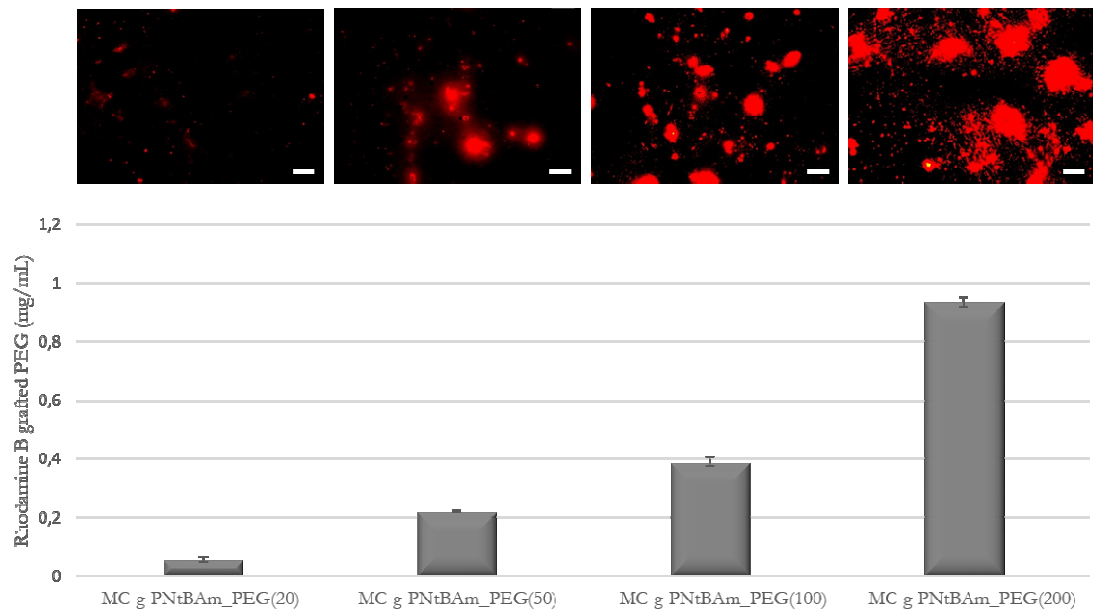 1,2
1
0,8
0,6
0,4
0,2
0
Rhodamine B grafted PEG (mg/mL)
MC g PNtBAm_PEG(20)
MC g PNtBAm_PEG(50)
MC g PNtBAm_PEG(100)
MC g PNtBAm_PEG(200)